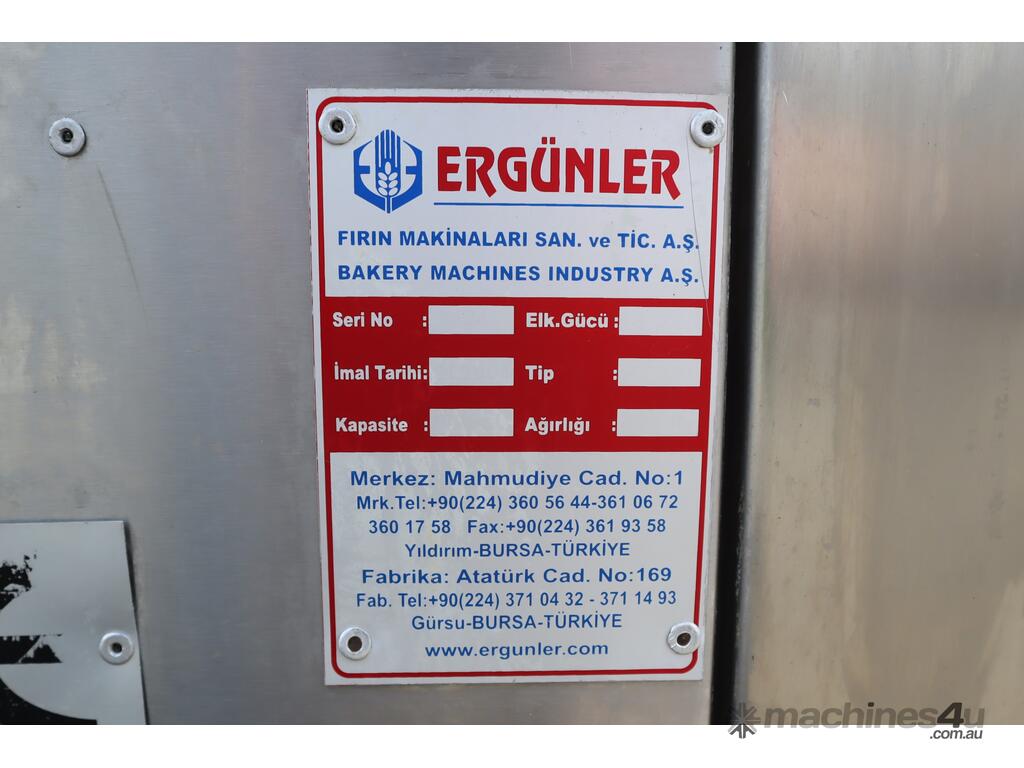 ERGÜNLER
FIRIN MAKİNALARI SAN. ve TİC. A.Ş.
BAKERY MACHINES INDUSTRY A.Ş.
Seri No : Elk.Gücü :
İmal Tarihi: Tip :
Kapasite : Ağırlığı :
Merkez: Mahmudiye Cad. No:1
Mrk.Tel:+90(224) 360 56 44-361 06 72
360 17 58 Fax:+90(224) 361 93 58
Yıldırım-BURSA-TÜRKİYE
Fabrika: Atatürk Cad. No:169
Fab. Tel:+90(224) 371 04 32 - 371 14 93
Gürsu-BURSA-TÜRKİYE
www.ergunler.com
machines4u
.com.au